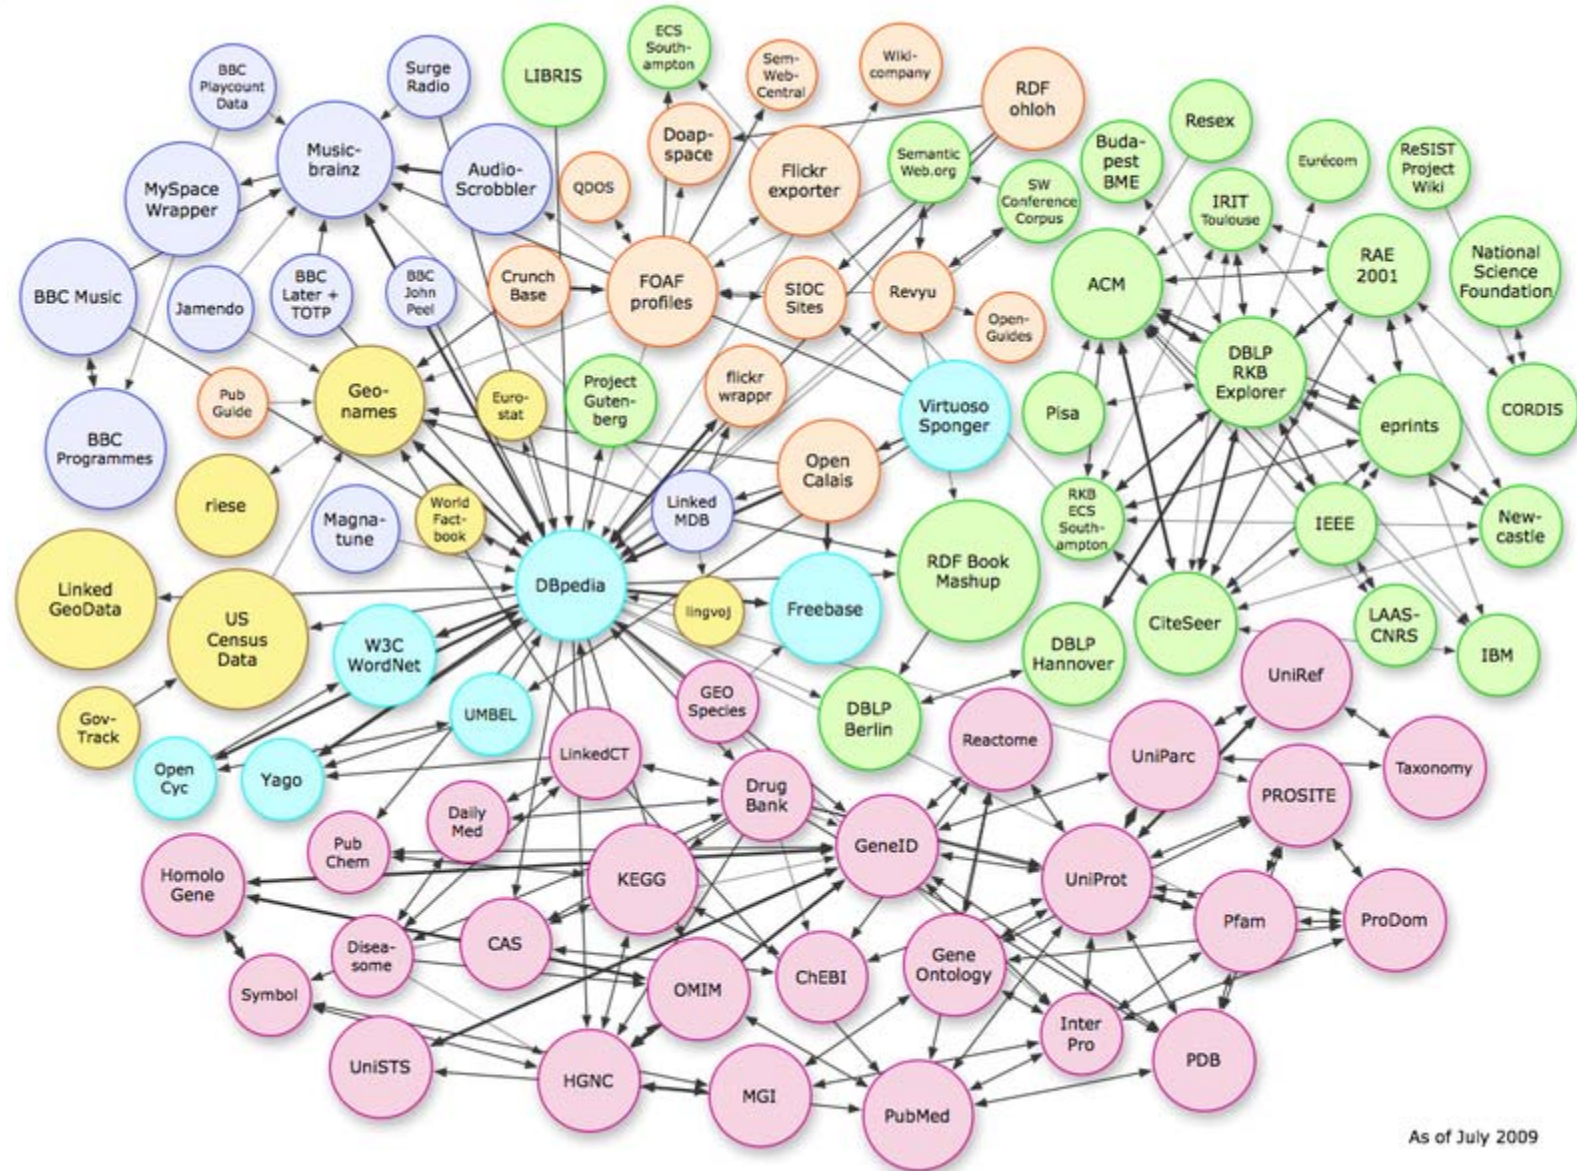 BBC
Playcount
Data
Surge
Radio
LIBRIS
ECS
South-
ampton
Sem-
Web-
Central
Wiki-
company
RDF
ohloh
Music-
brainz
MySpace
Wrapper
Audio-
Scrobbler
QDOS
Doap-
space
Flickr
exporter
Semantic
Web.org
SW
Conference
Corpus
Buda-
pest
BME
Resex
Eurécom
ReSIST
Project
Wiki
IRIT
Toulouse
BBC Music
Jamendo
BBC
Later +
TOTP
BBC
John
Peel
Crunch
Base
FOAF
profiles
SIOC
Sites
Revyu
Open-
Guides
ACM
RAE
2001
National
Science
Foundation
Pub
Guide
Geo-
names
Euro-
stat
Project
Guten-
berg
flickr
wrappr
Virtuoso
Sponger
Pisa
DBLP
RKB
Explorer
eprints
CORDIS
BBC
Programmes
riese
Magna-
tune
World
Fact-
book
Linked
MDB
Open
Calais
RKB
ECS
South-
ampton
IEEE
New-
castle
Linked
GeoData
US
Census
Data
W3C
WordNet
DBpedia
lingvoj
Freebase
RDF Book
Mashup
DBLP
Hannover
CiteSeer
LAAS-
CNRS
IBM
Gov-
Track
Open
Cyc
Yago
UMBEL
LinkedCT
GEO
Species
DBLP
Berlin
Reactome
UniParc
UniRef
Taxonomy
Homolo
Gene
Pub
Chem
Daily
Med
KEGG
Drug
Bank
GeneID
UniProt
PROSITE
Pfam
ProDom
Symbol
Disea-
some
CAS
OMIM
ChEBI
Gene
Ontology
Inter
Pro
PDB
UniSTS
HGNC
MGI
PubMed
As of July 2009